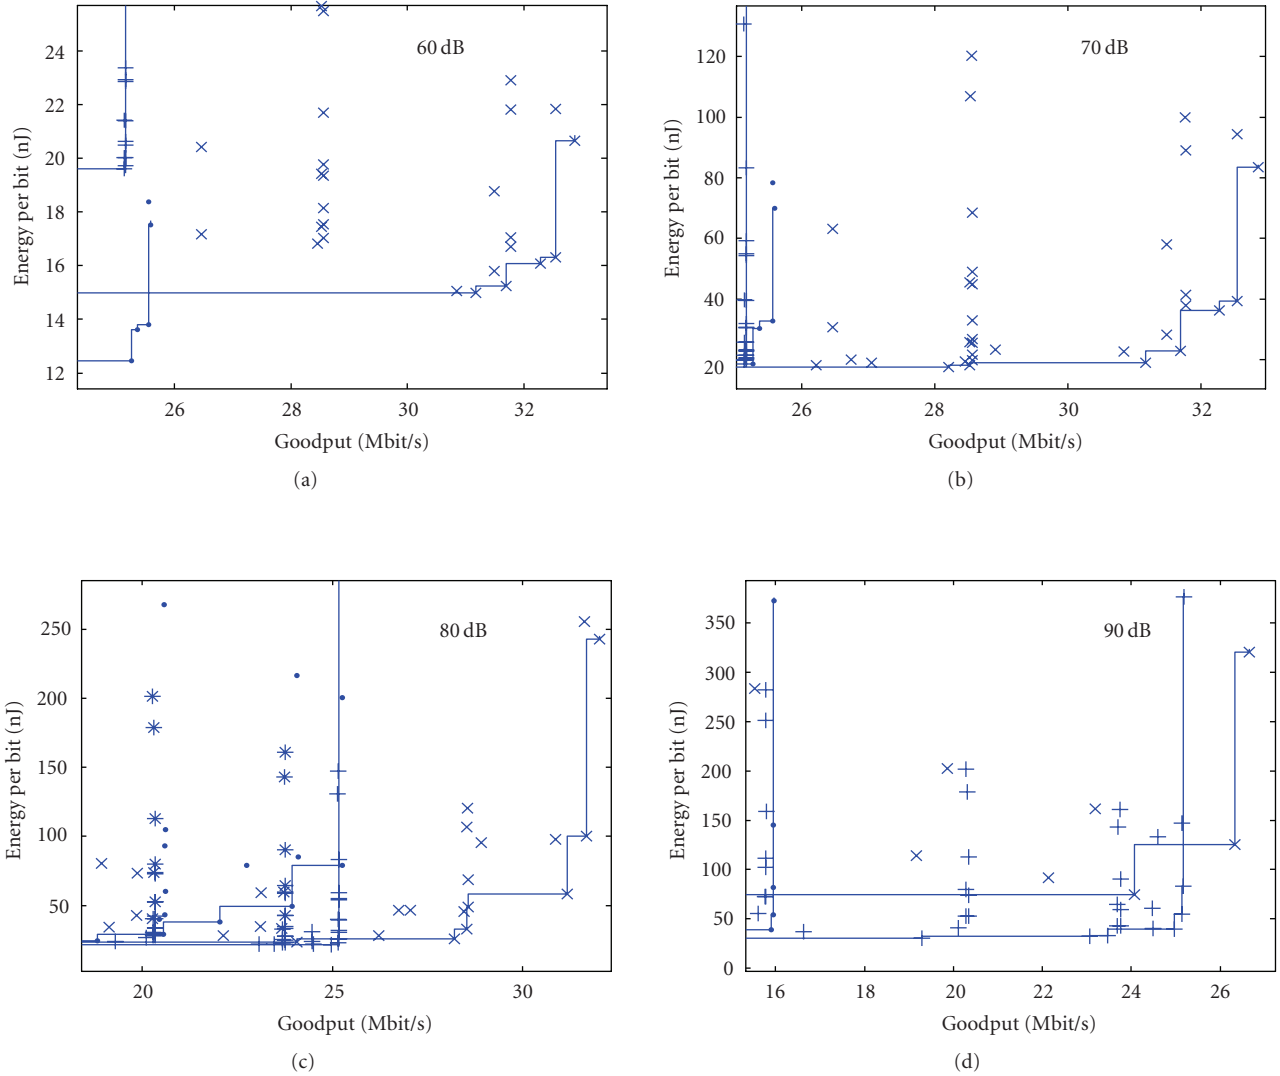 60 dB
24
22
20
18
16
14
12
26
28
30
32
Energy per bit (nJ)
Goodput (Mbit/s)
(a)
70 dB
120
100
80
60
40
20
26
28
30
32
Energy per bit (nJ)
Goodput (Mbit/s)
(b)
80 dB
250
200
150
100
50
20
25
30
Energy per bit (nJ)
Goodput (Mbit/s)
(c)
90 dB
350
300
250
200
150
100
50
0
16
18
20
22
24
26
Energy per bit (nJ)
Goodput (Mbit/s)
(d)